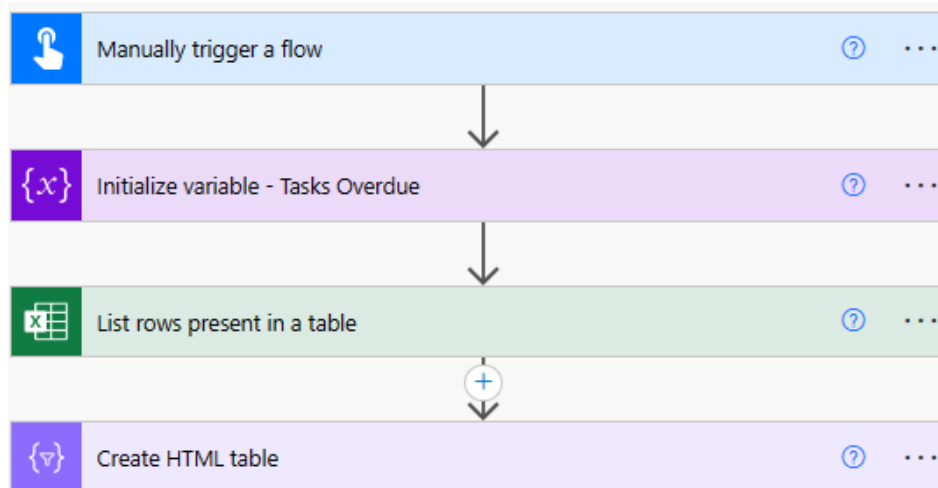 Manually trigger a flow
{x} Initialize variable - Tasks Overdue
X List rows present in a table
Create HTML table